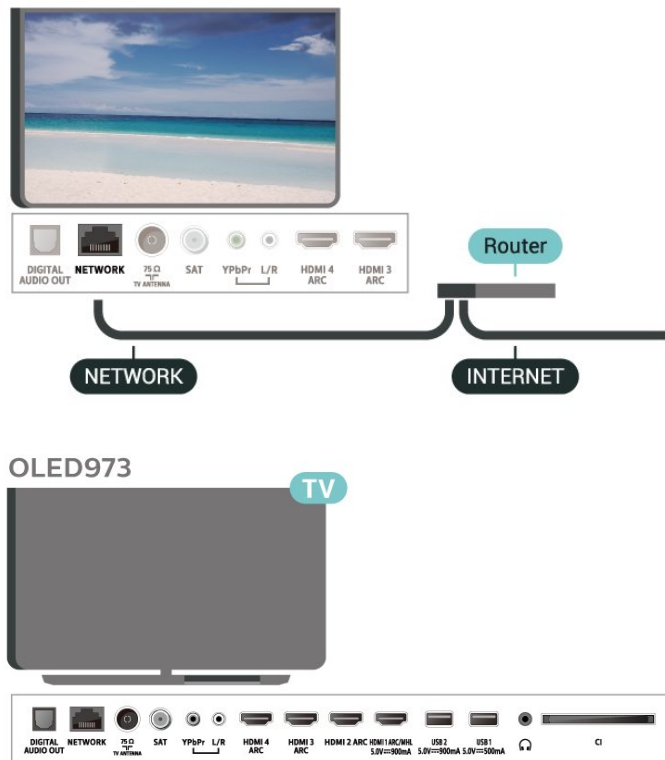 DIGITAL AUDIO OUT
NETWORK
75 Ω TV ANTENNA
SAT
YPbPr
L/R
HDMI 4 ARC
HDMI 3 ARC
Router
NETWORK
INTERNET
OLED973
TV
DIGITAL AUDIO OUT
NETWORK
75 Ω TV ANTENNA
SAT
YPbPr
L/R
HDMI 4 ARC
HDMI 3 ARC
HDMI 2 ARC
HDMI 1 ARC/MHL 5.0V⎓900mA
USB 2 5.0V⎓900mA
USB 1 5.0V⎓500mA
CI